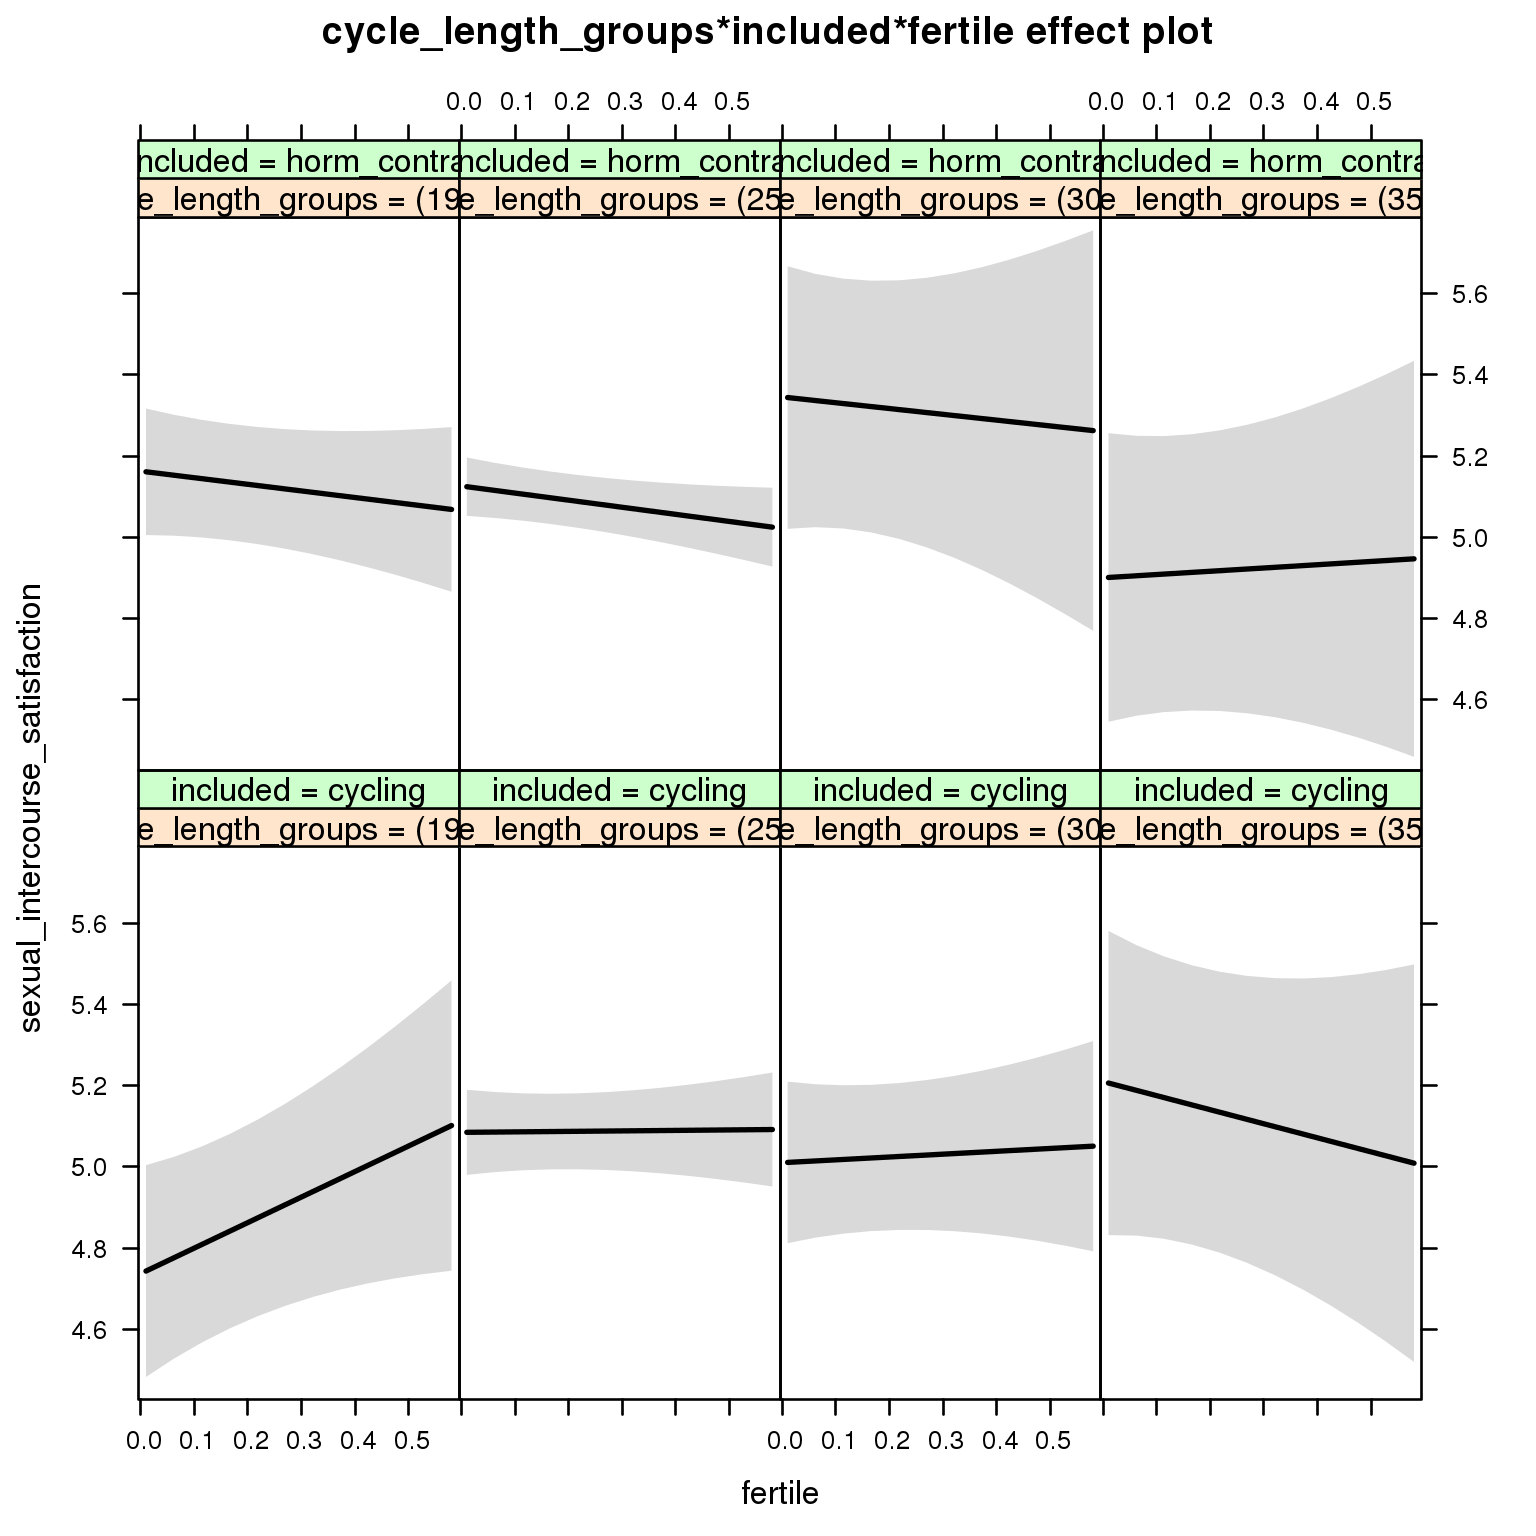 cycle_length_groups*included*fertile effect plot
0.0 0.1 0.2 0.3 0.4 0.5 0.0 0.1 0.2 0.3 0.4 0.5
ncluded = horm_contra ncluded = horm_contra ncluded = horm_contra ncluded = horm_contra
e_length_groups = (19 e_length_groups = (25 e_length_groups = (30 e_length_groups = (35
5.6
5.4
5.2
5.0
4.8
4.6
sexual_intercourse_satisfaction
included = cycling included = cycling included = cycling included = cycling
e_length_groups = (19 e_length_groups = (25 e_length_groups = (30 e_length_groups = (35
5.6
5.4
5.2
5.0
4.8
4.6
0.0 0.1 0.2 0.3 0.4 0.5 0.0 0.1 0.2 0.3 0.4 0.5
fertile